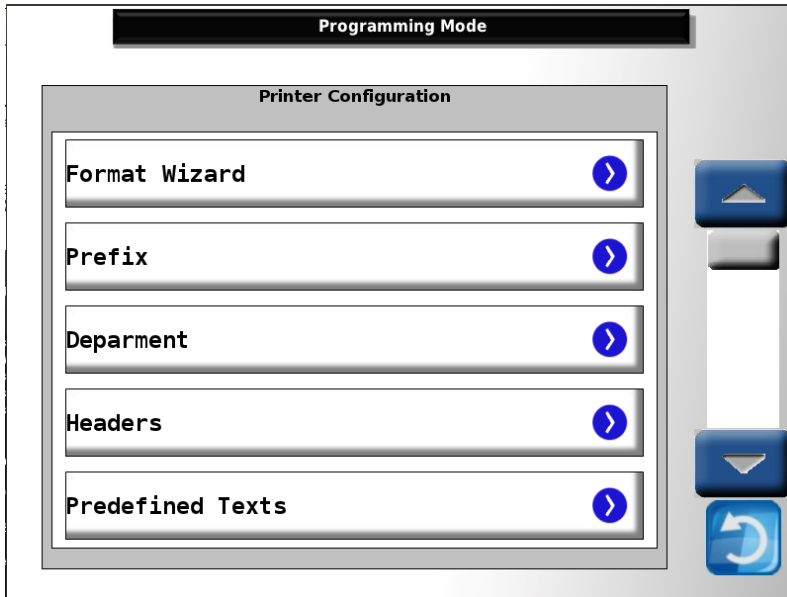 Programming Mode
Printer Configuration
Format Wizard
Prefix
Deparment
Headers
Predefined Texts